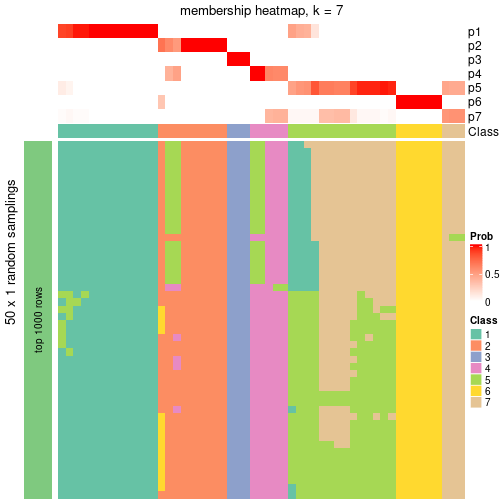 membership heatmap, k = 7
p1
p2
p3
p4
p5
p6
p7
Class
50 x 1 random samplings
top 1000 rows
Prob
1
0.5
0
Class
1
2
3
4
5
6
7